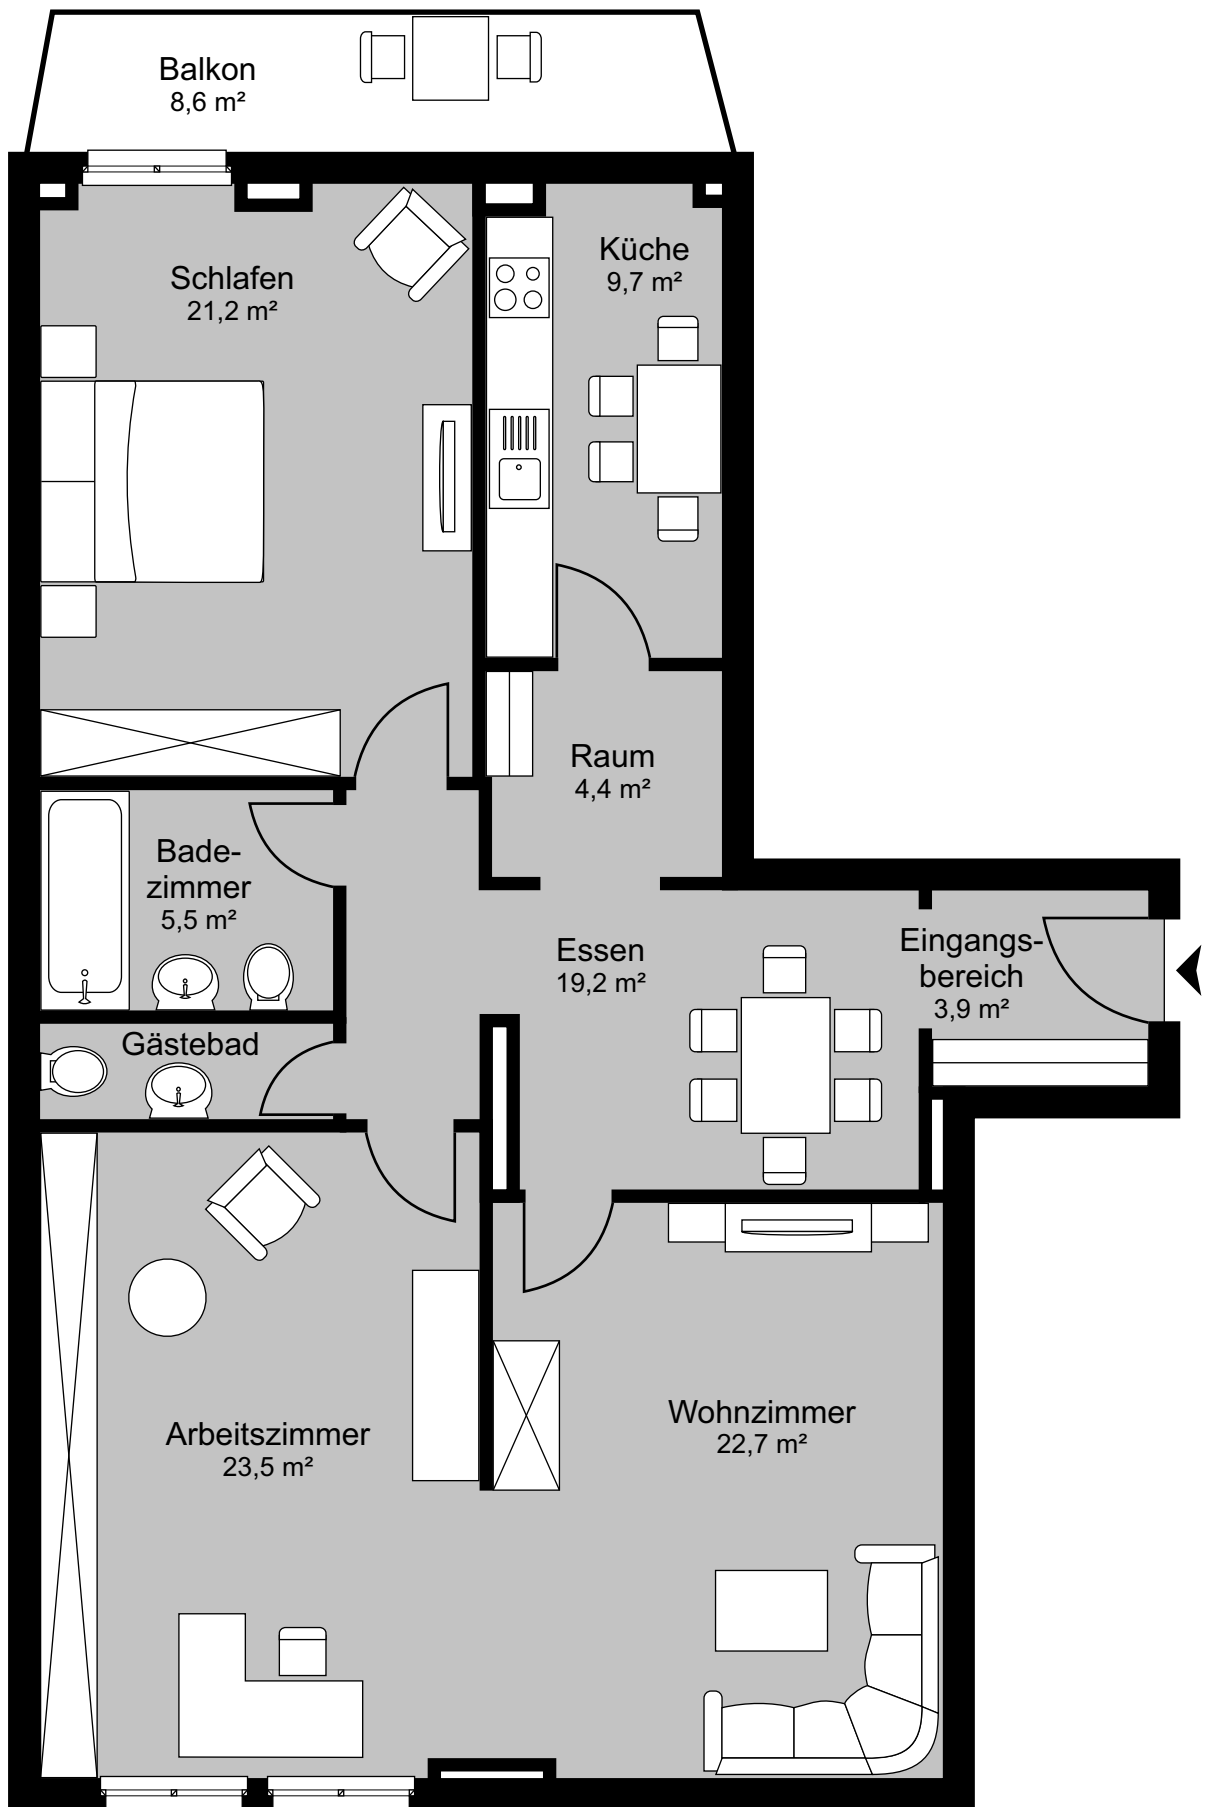 Balkon
8,6 m²
Schlafen
21,2 m²
Küche
9,7 m²
Raum
4,4 m²
Bade-
zimmer
5,5 m²
Essen
19,2 m²
Eingangs-
bereich
3,9 m²
Gästebad
Arbeitszimmer
23,5 m²
Wohnzimmer
22,7 m²